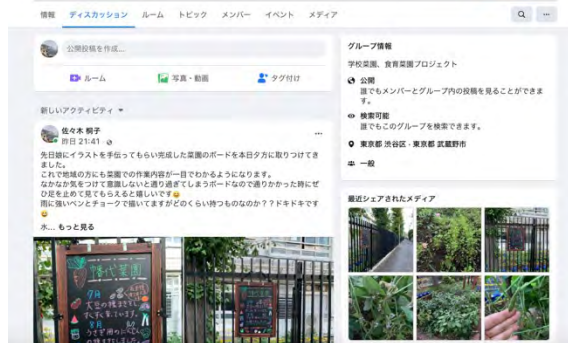 情報 ディスカッション ルーム トピック メンバー イベント メディア
公開投稿を作成...
ルーム 写真・動画 タグ付け
新しいアクティビティ
佐々木 桐子
昨日 21:41
先日娘にイラストを手伝ってもらい完成した菜園のボードを本日夕方に取りつけてき
ました。
これで地域の方にも菜園での作業内容が一目でわかるようになります。
なかなか気をつけて意識しないと通り過ぎてしまうボードなので通りかかった時にぜ
ひ足を止めて見てもらえると嬉しいです
雨に強いペンとチョークで描いてますがどのくらい持つものなのか??ドキドキです
水... もっと見る
幡代菜園
7月
大豆の種まきをし
8月
グループ情報
学校菜園、食育菜園プロジェクト
公開
誰でもメンバーとグループ内の投稿を見ることができま
す。
検索可能
誰でもこのグループを検索できます。
東京都 渋谷区・東京都 武蔵野市
一般
最近シェアされたメディア